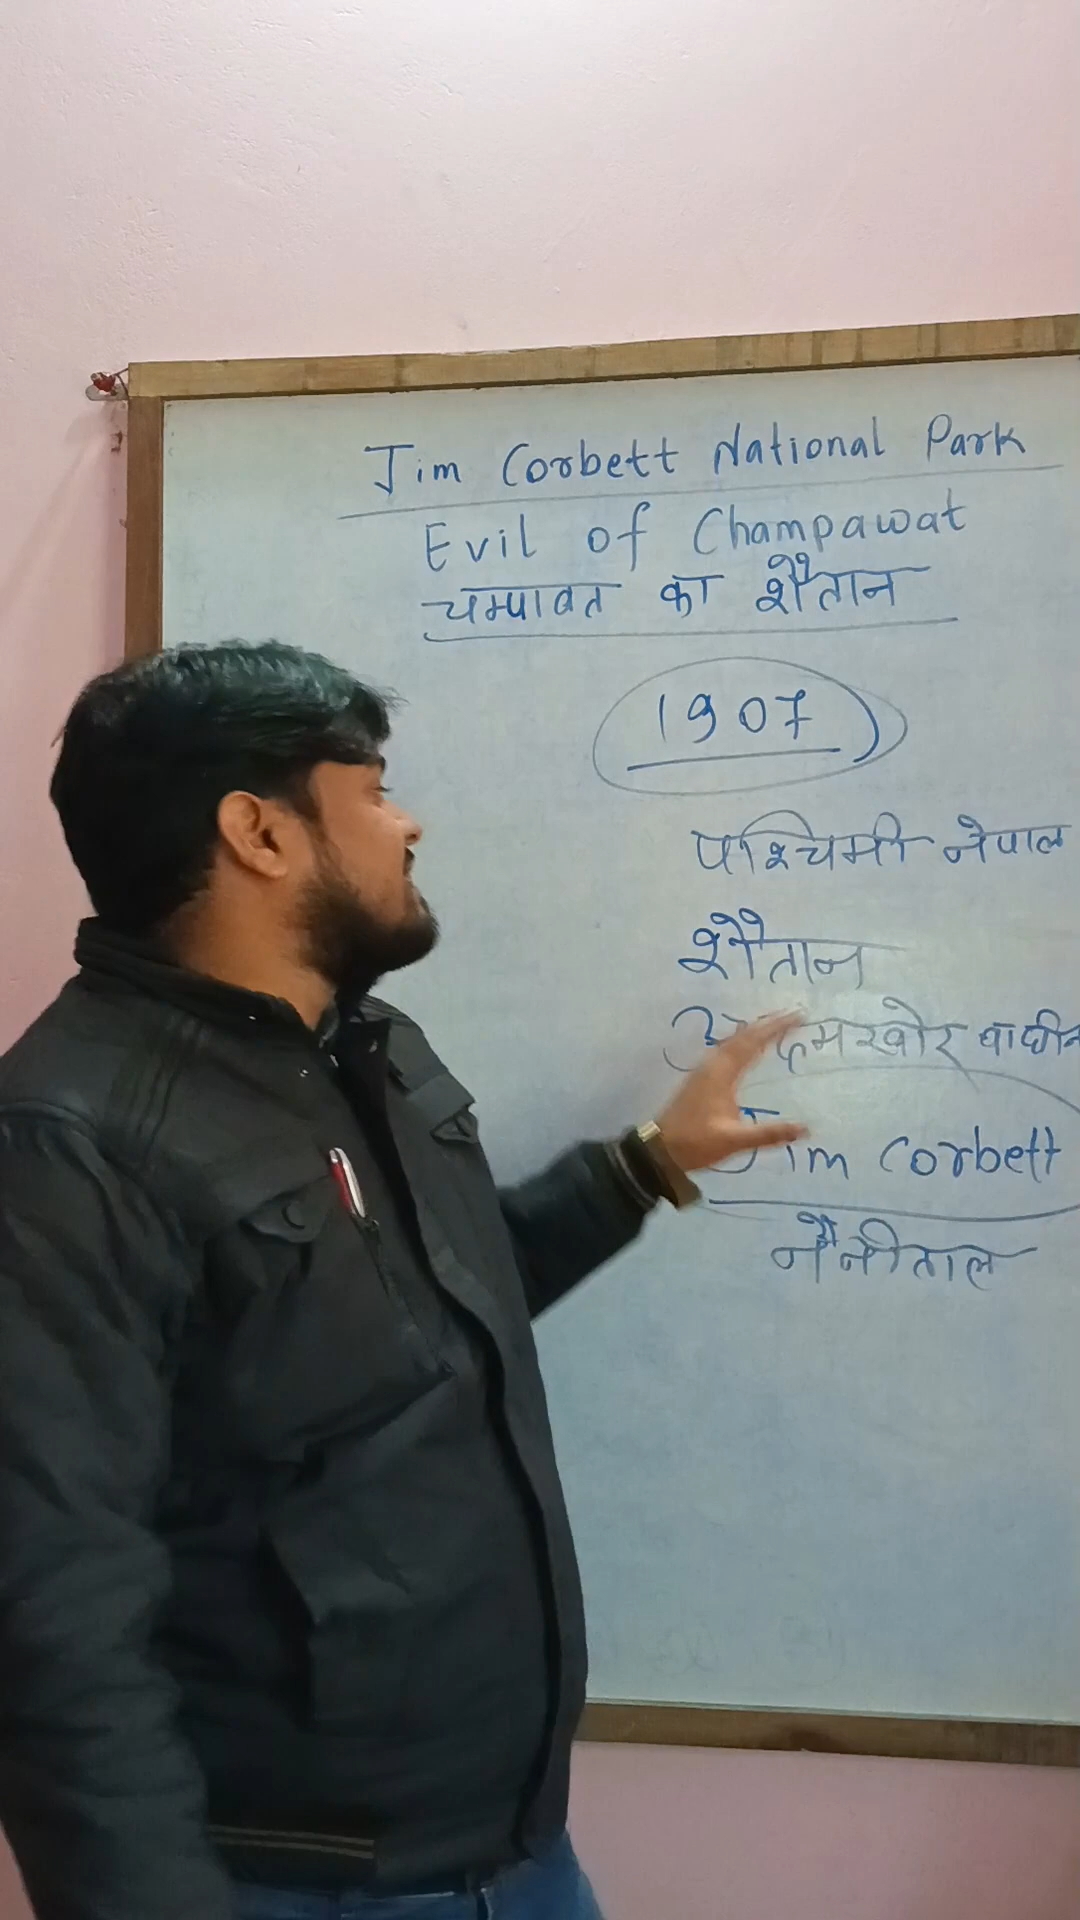 Jim Corbett National Park
Evil of Champawat
चम्पावत का शैतान
1907
पश्चिमी नेपाल
शैतान
आदमखोर बाघीन
Jim Corbett
नैनीताल